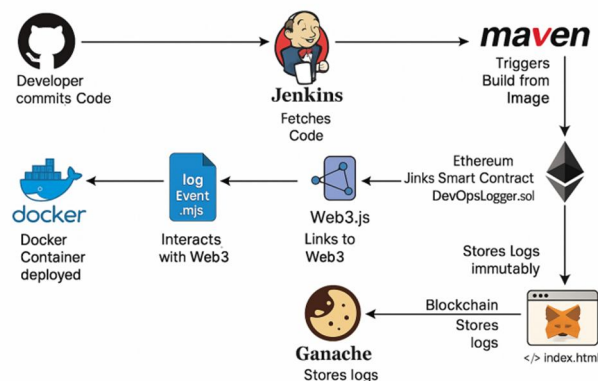 Developer
commits Code
Jenkins
Fetches
Code
maven
Triggers
Build from
Image
Ethereum
Jinks Smart Contract
DevOpsLogger.sol
Web3.js
Links to
Web3
log
Event
.mjs
Interacts
with Web3
docker
Docker
Container
deployed
Stores Logs
immutably
</> index.html
Blockchain
Stores
logs
Ganache
Stores logs